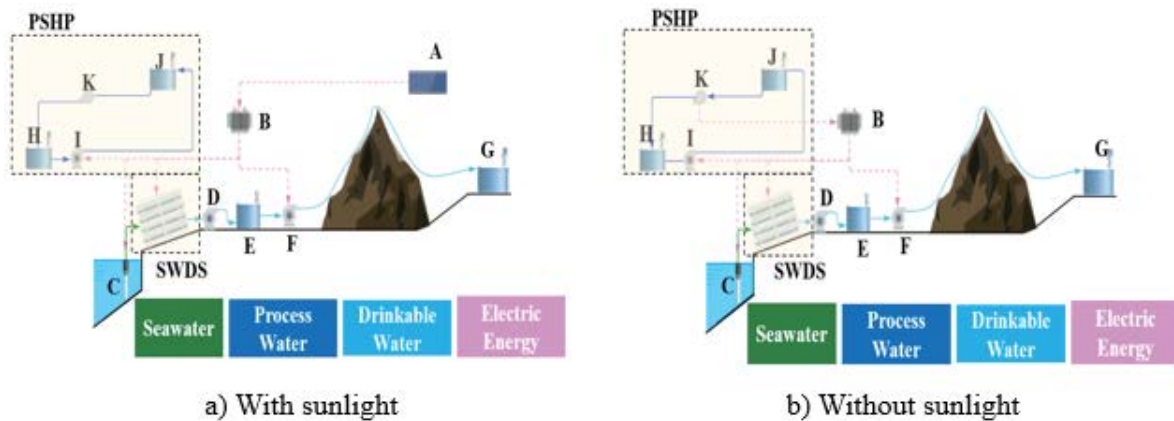 PSHP
J
A
K
B
H
I
G
D
E
F
SWDS
C
Seawater
Process
Water
Drinkable
Water
Electric
Energy
a) With sunlight
PSHP
J
K
B
H
I
G
D
E
F
SWDS
C
Seawater
Process
Water
Drinkable
Water
Electric
Energy
b) Without sunlight